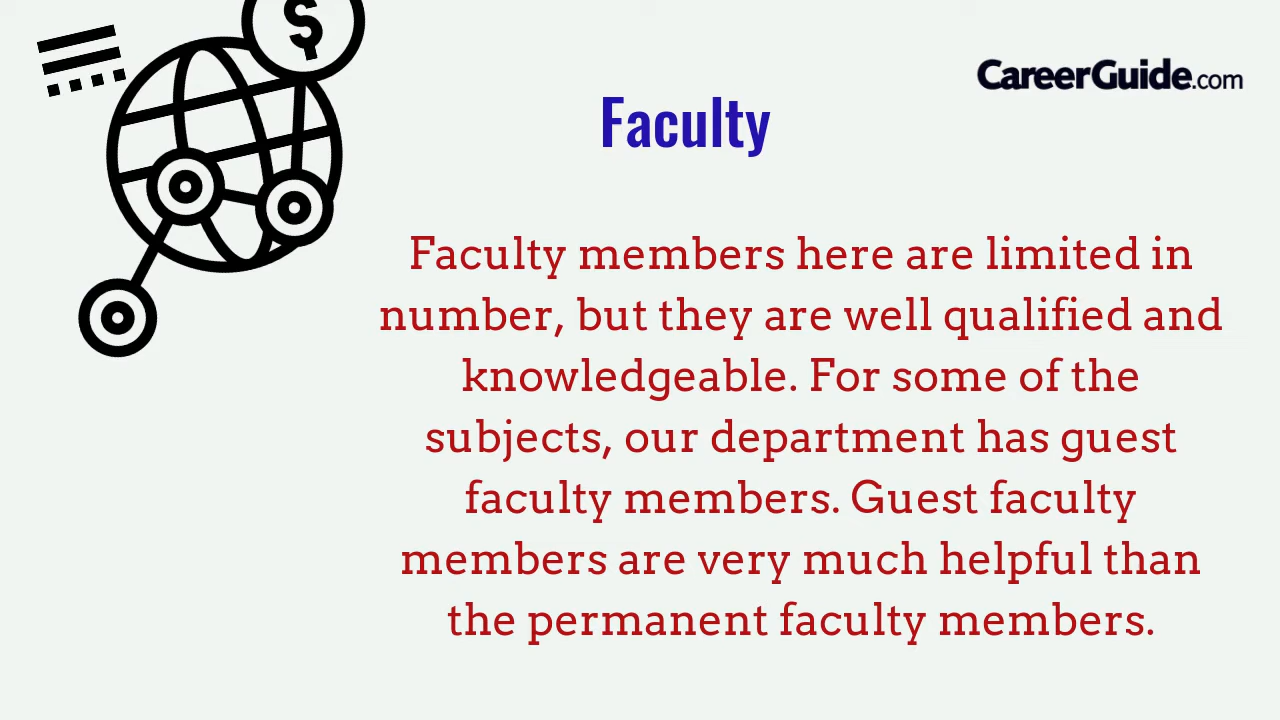 $
CareerGuide.com
Faculty
Faculty members here are limited in
number, but they are well qualified and
knowledgeable. For some of the
subjects, our department has guest
faculty members. Guest faculty
members are very much helpful than
the permanent faculty members.